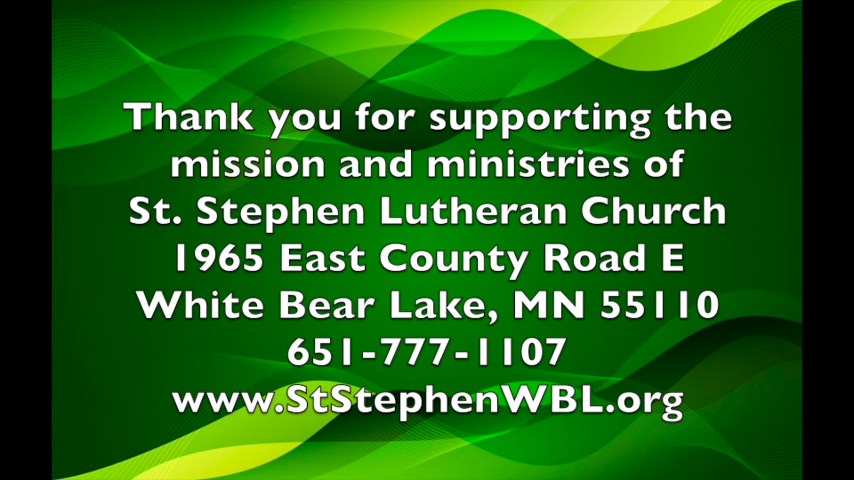 Thank you for supporting the
mission and ministries of
St. Stephen Lutheran Church
1965 East County Road E
White Bear Lake, MN 55110
651-777-1107
www.StStephenWBL.org